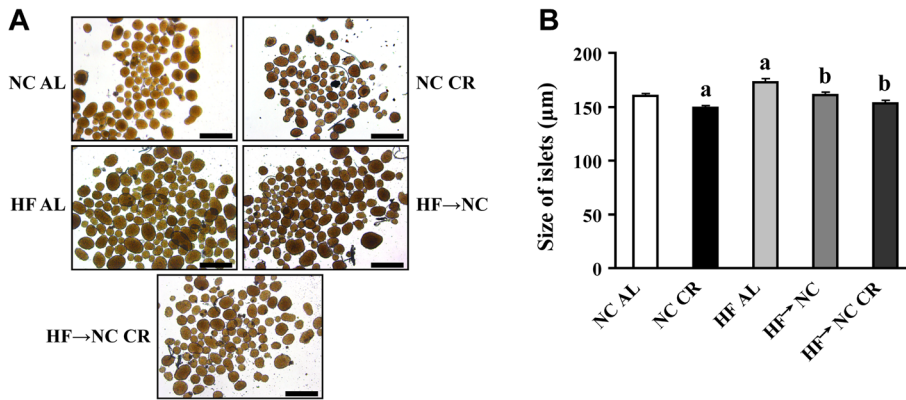 A
NC AL
NC CR
HF AL
HF→NC
HF→NC CR
B
Size of islets (µm)
200
150
100
50
0
a
a
b
b
NC AL
NC CR
HF AL
HF→NC
HF→NC CR